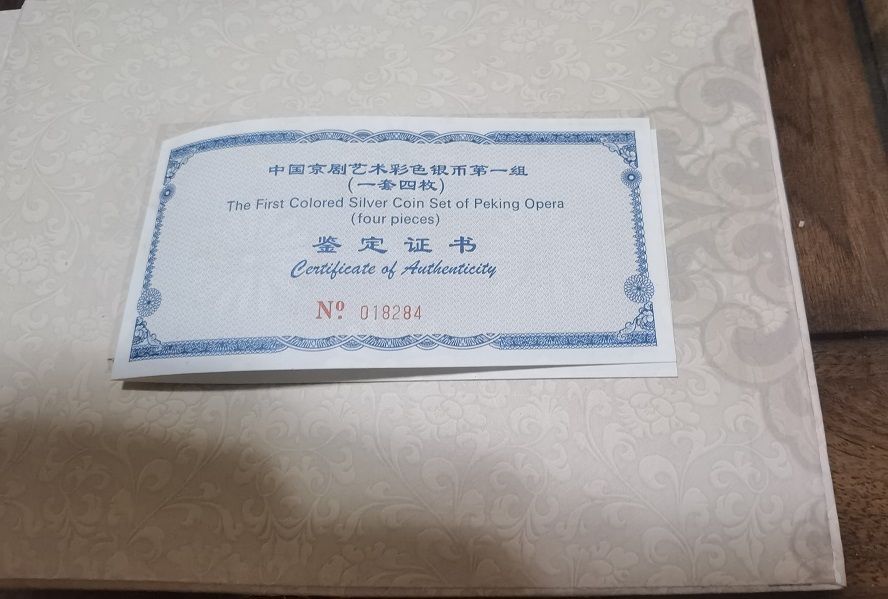 中国京剧艺术彩色银币第一组
(一套四枚)
The First Colored Silver Coin Set of Peking Opera
(four pieces)
鉴定证书
Certificate of Authenticity
Nº 018284